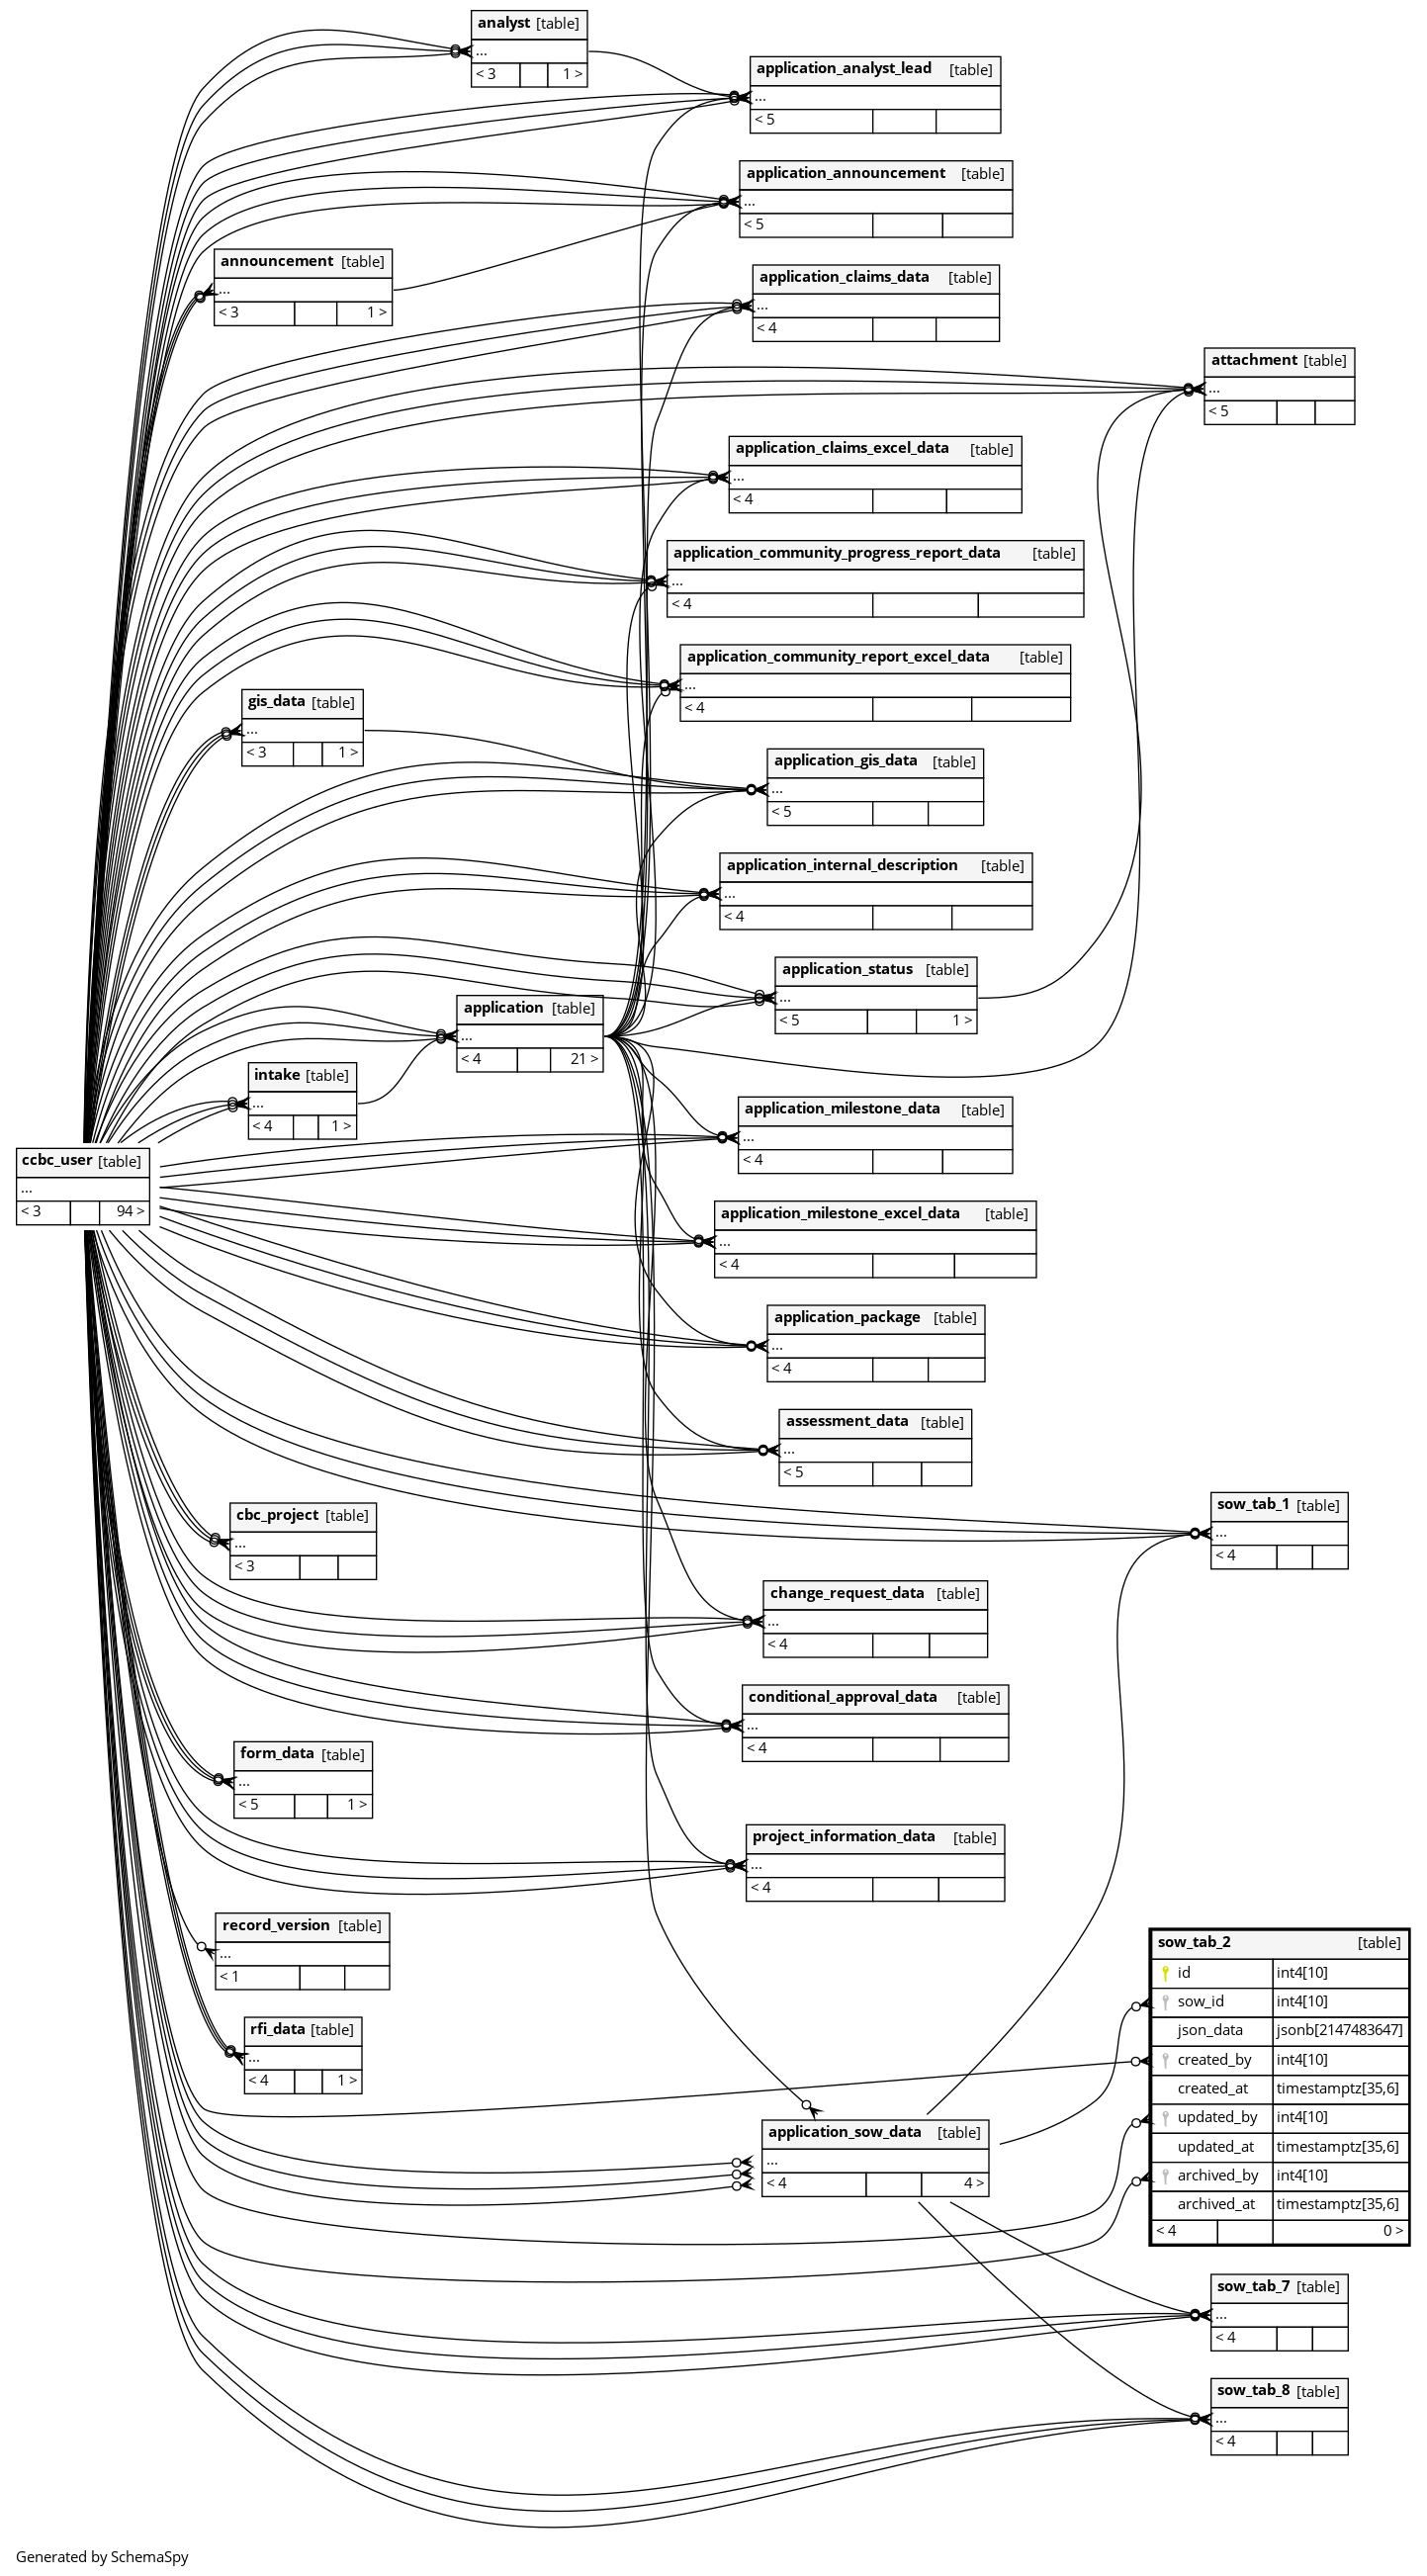 analyst [table]
...
< 3 1 >
application_analyst_lead [table]
...
< 5
application_announcement [table]
...
< 5
announcement [table]
...
< 3 1 >
application_claims_data [table]
...
< 4
attachment [table]
...
< 5
application_claims_excel_data [table]
...
< 4
application_community_progress_report_data [table]
...
< 4
application_community_report_excel_data [table]
...
< 4
gis_data [table]
...
< 3 1 >
application_gis_data [table]
...
< 5
application_internal_description [table]
...
< 4
application_status [table]
...
< 5 1 >
application [table]
...
< 4 21 >
intake [table]
...
< 4 1 >
application_milestone_data [table]
...
< 4
ccbc_user [table]
...
< 3 94 >
application_milestone_excel_data [table]
...
< 4
application_package [table]
...
< 4
assessment_data [table]
...
< 5
sow_tab_1 [table]
...
< 4
cbc_project [table]
...
< 3
change_request_data [table]
...
< 4
conditional_approval_data [table]
...
< 4
form_data [table]
...
< 5 1 >
project_information_data [table]
...
< 4
record_version [table]
...
< 1
sow_tab_2 [table]
id int4[10]
sow_id int4[10]
json_data jsonb[2147483647]
created_by int4[10]
created_at timestamptz[35,6]
updated_by int4[10]
updated_at timestamptz[35,6]
archived_by int4[10]
archived_at timestamptz[35,6]
< 4 0 >
rfi_data [table]
...
< 4 1 >
application_sow_data [table]
...
< 4 4 >
sow_tab_7 [table]
...
< 4
sow_tab_8 [table]
...
< 4
Generated by SchemaSpy